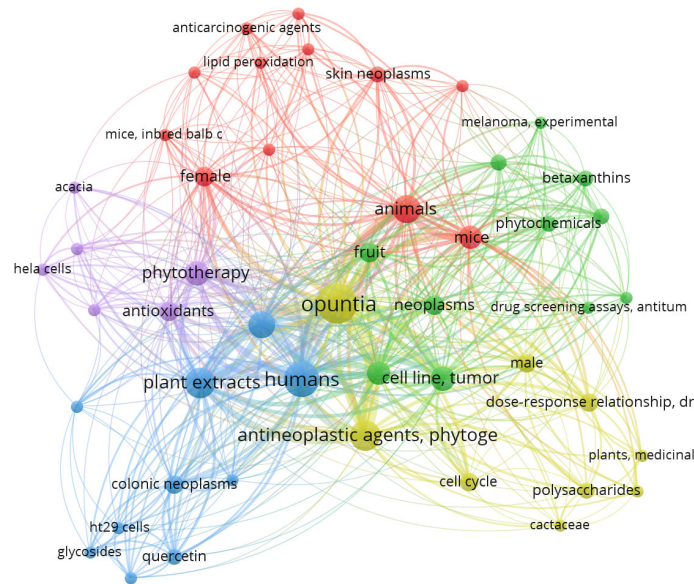 anticarcinogenic agents
lipid peroxidation
skin neoplasms
melanoma, experimental
mice, inbred balb c
female
betaxanthins
acacia
animals
phytochemicals
mice
fruit
hela cells
phytotherapy
opuntia
neoplasms
drug screening assays, antitum
antioxidants
male
plant extracts
humans
cell line, tumor
dose-response relationship, dr
antineoplastic agents, phytoge
plants, medicinal
cell cycle
colonic neoplasms
polysaccharides
ht29 cells
cactaceae
glycosides
quercetin